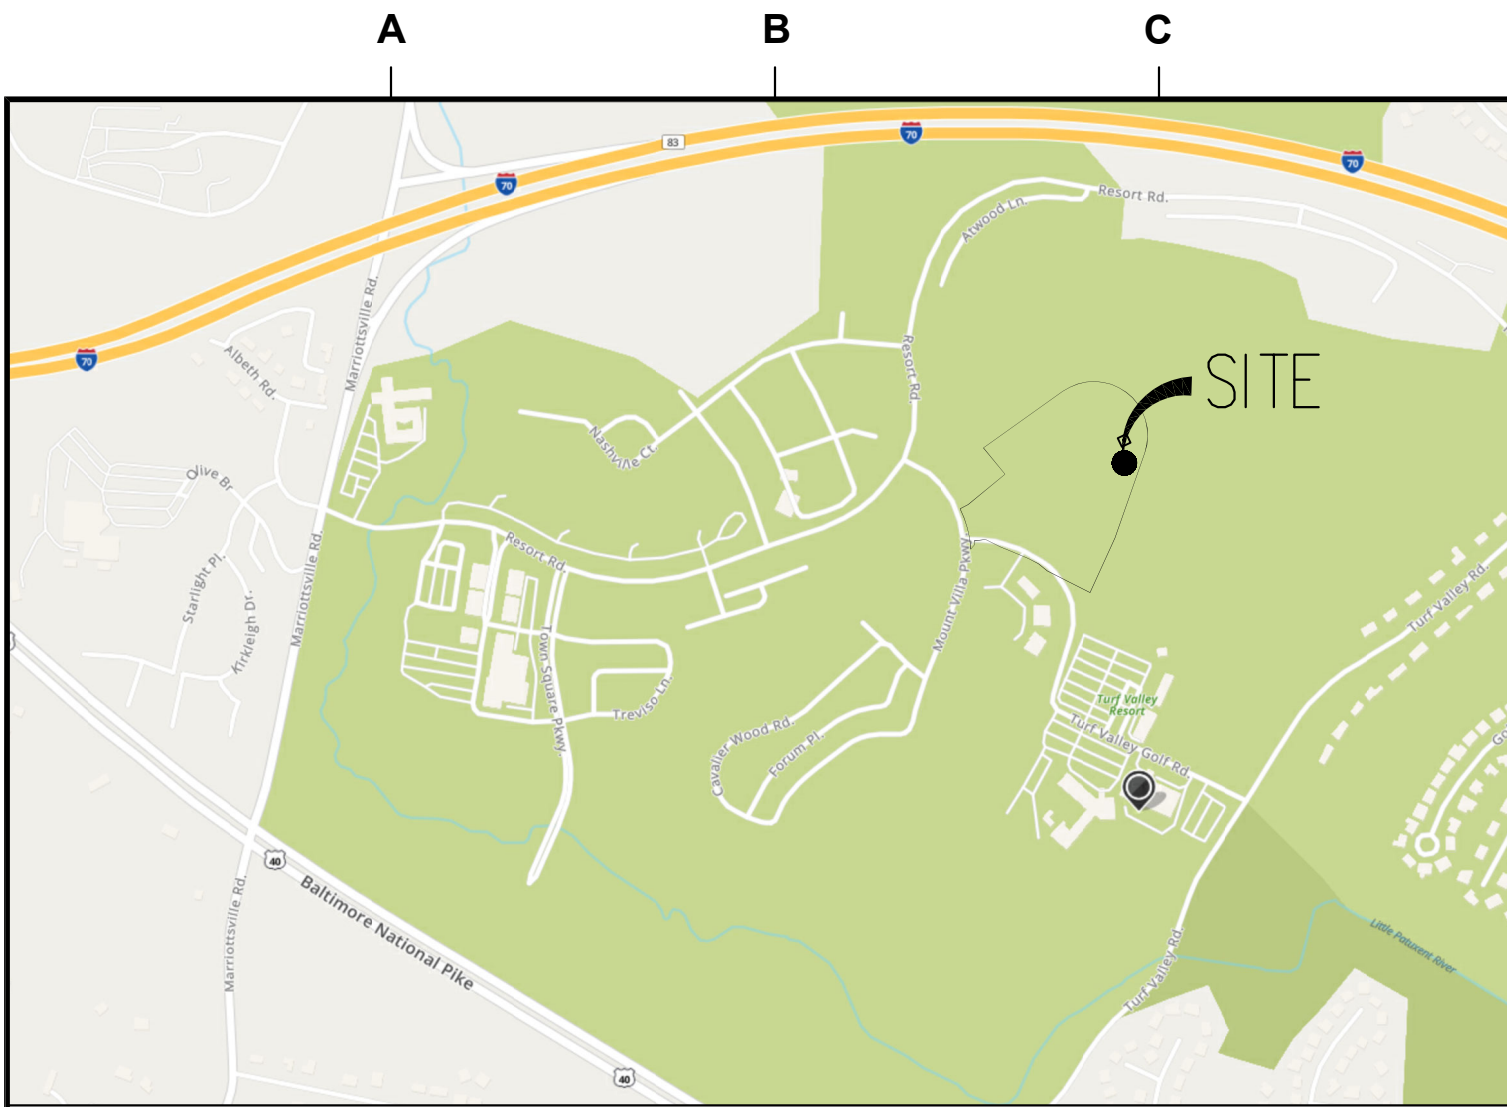 A
B
C
83
70
70
70
70
Resort Rd.
Atwood Ln.
Marriottsville Rd.
Albeth Rd.
Resort Rd.
SITE
Nashville Ct.
Olive Br
Resort Rd.
Starlight Pl.
Kirkleigh Dr.
Marriottsville Rd.
Mount Villa Pkwy
Turf Valley Rd.
Town Square Pkwy.
Treviso Ln.
Cavalier Wood Rd.
Forum Pl.
Turf Valley
Resort
Turf Valley Golf Rd.
Go
40
Baltimore National Pike
Marriottsville Rd.
Little Patuxent River
Turf Valley Rd.
40